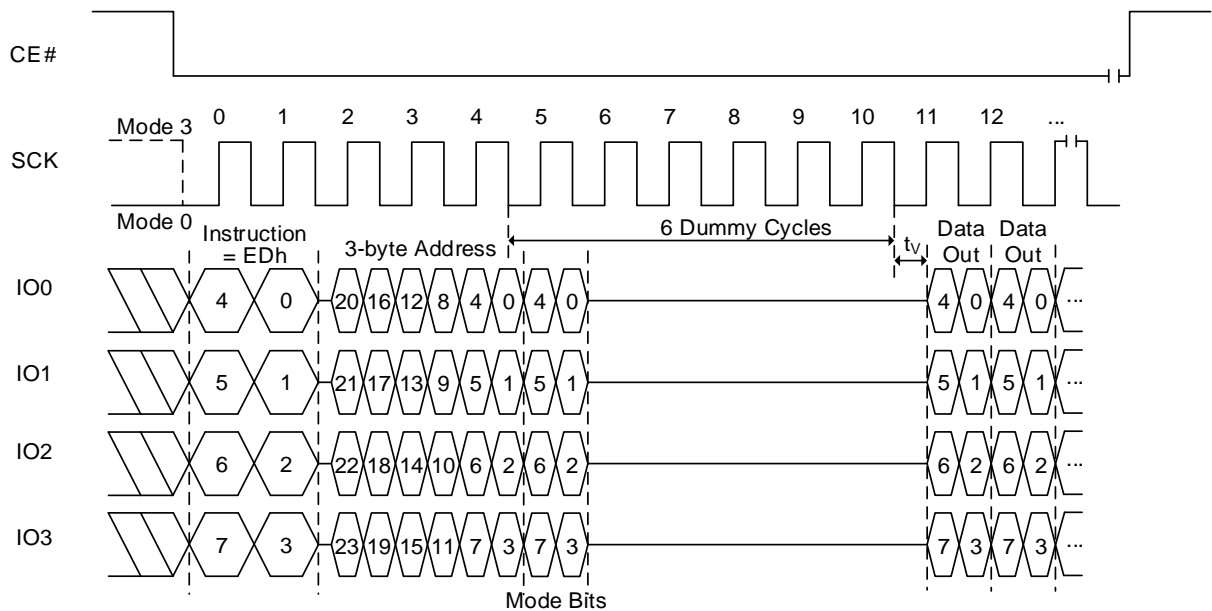 CE#
0 1 2 3 4 5 6 7 8 9 10 11 12 ...
Mode 3
SCK
Mode 0
6 Dummy Cycles
Instruction
= EDh
3-byte Address
tV
Data
Out
Data
Out
IO0 4 0 20 16 12 8 4 0 4 0 4 0 4 0 ...
IO1 5 1 21 17 13 9 5 1 5 1 5 1 5 1 ...
IO2 6 2 22 18 14 10 6 2 6 2 6 2 6 2 ...
IO3 7 3 23 19 15 11 7 3 7 3 7 3 7 3 ...
Mode Bits